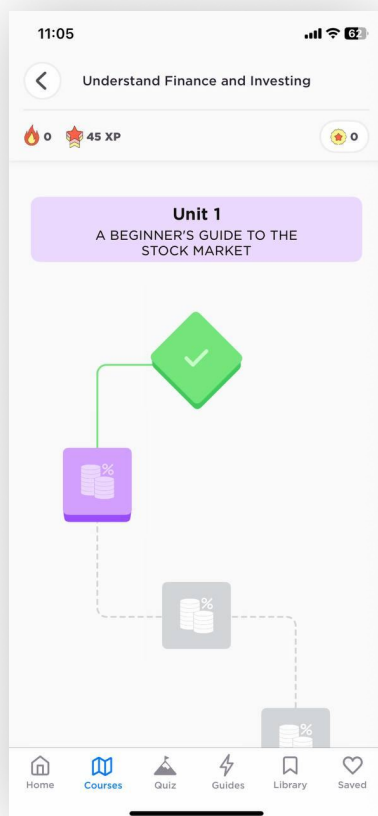 11:05
62
Understand Finance and Investing
0
45 XP
0
Unit 1
A BEGINNER'S GUIDE TO THE
STOCK MARKET
%
%
%
Home
Courses
Quiz
Guides
Library
Saved